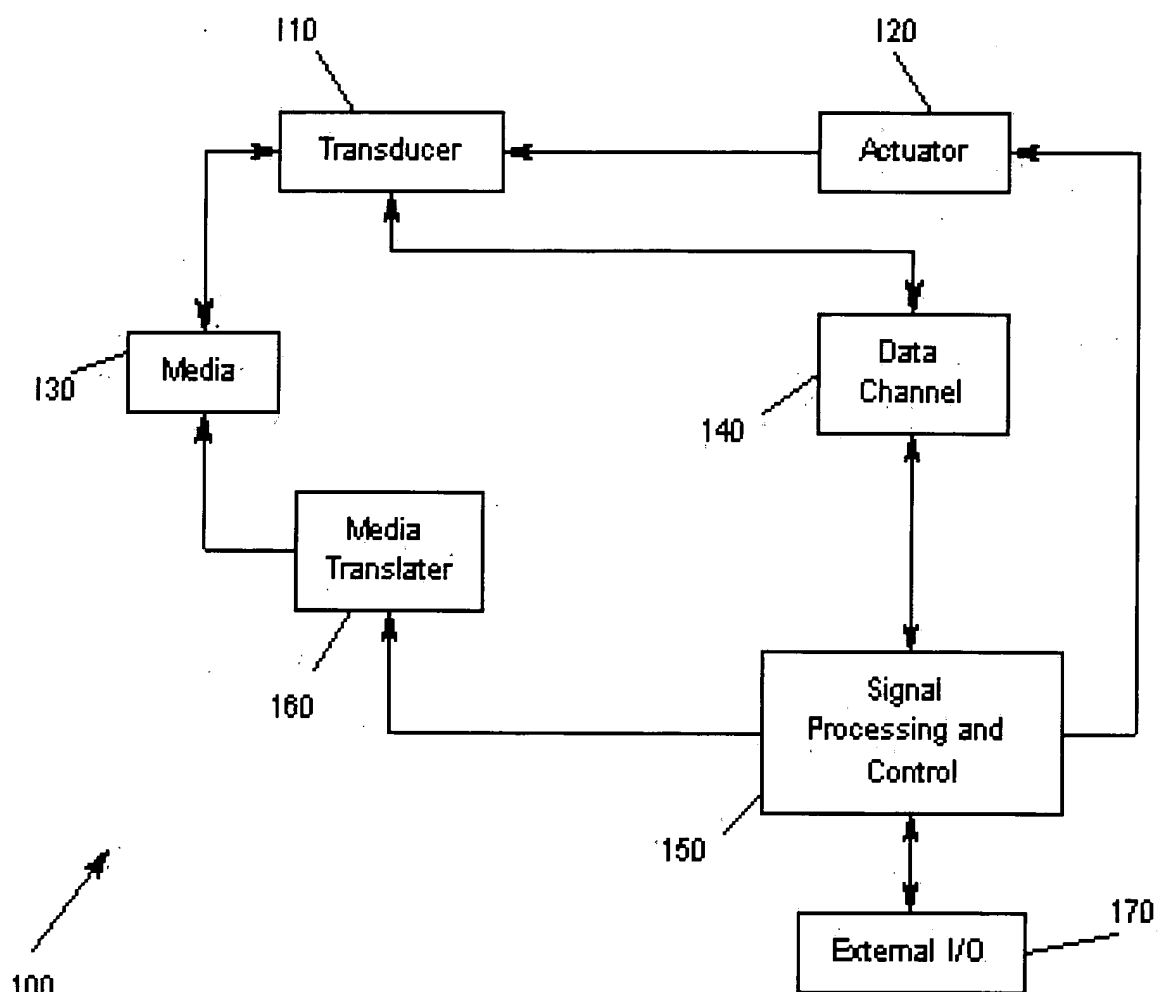 110
120
Transducer
Actuator
130
Media
Data
Channel
140
Media
Translater
160
Signal
Processing and
Control
150
170
External I/O
100